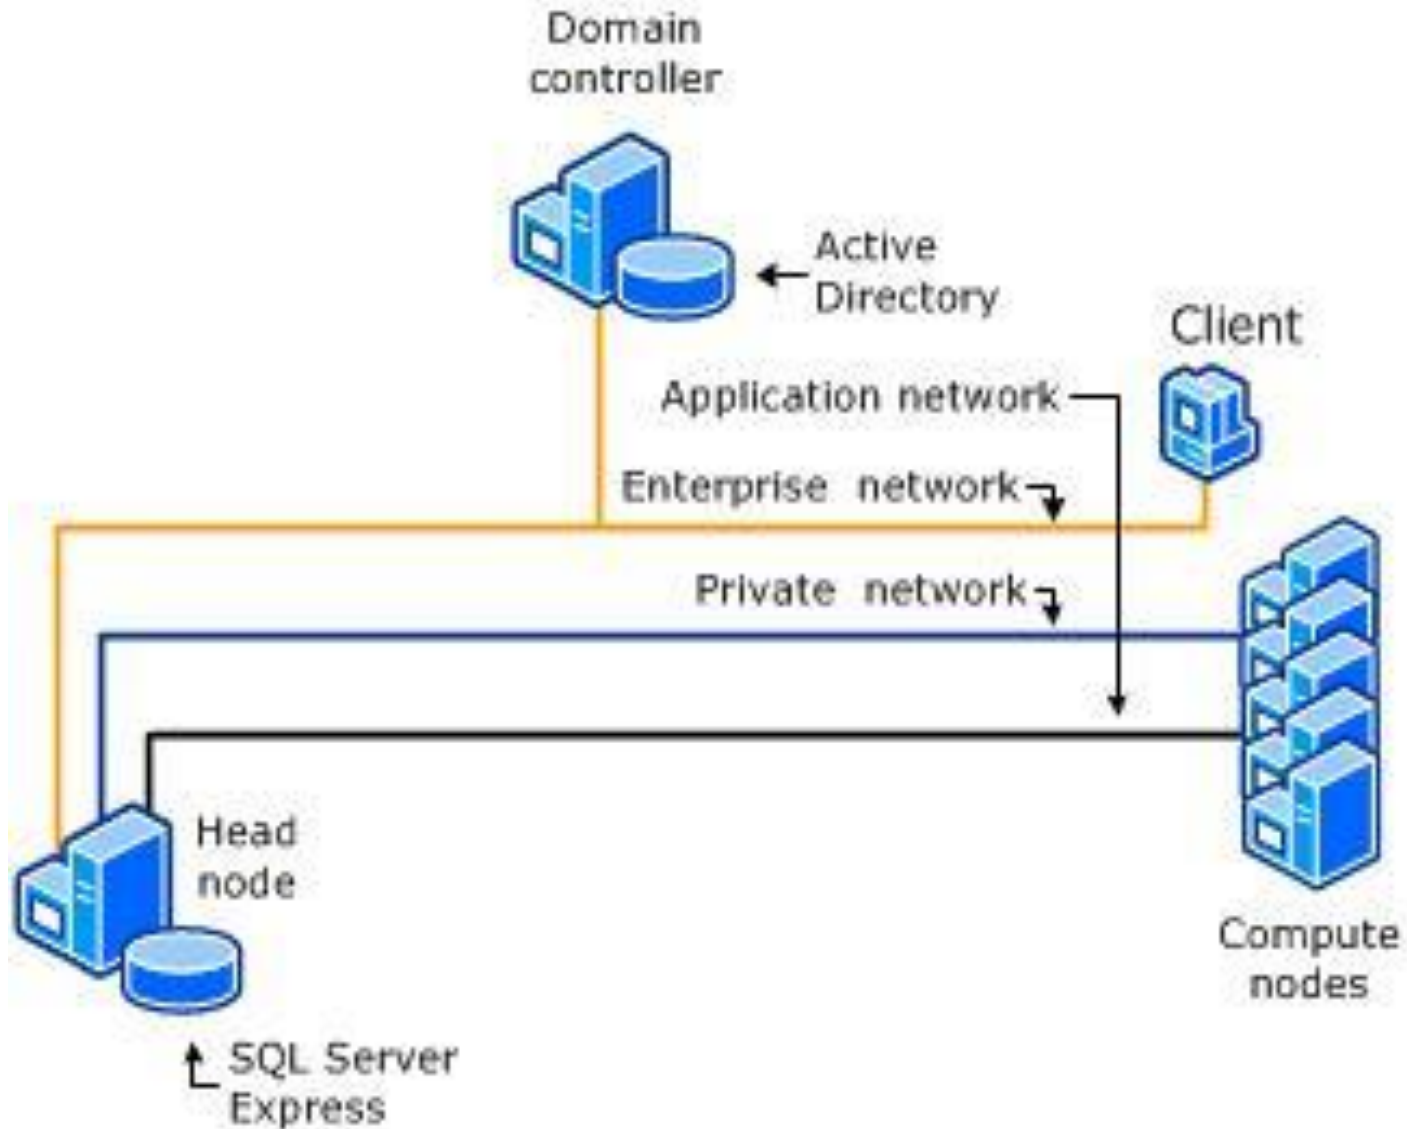 Domain
controller
Active
Directory
Client
Application network
Enterprise network
Private network
Head
node
Compute
nodes
SQL Server
Express